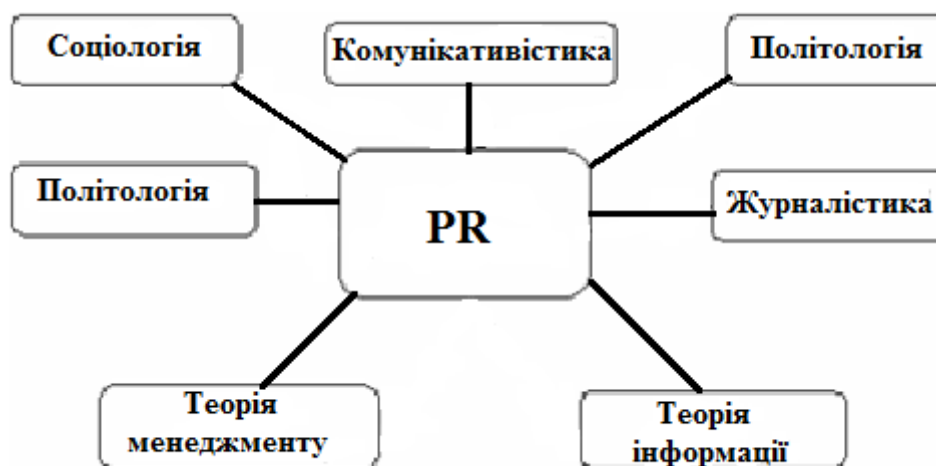 Соціологія
Комунікативістика
Політологія
Політологія
PR
Журналістика
Теорія
менеджменту
Теорія
інформації